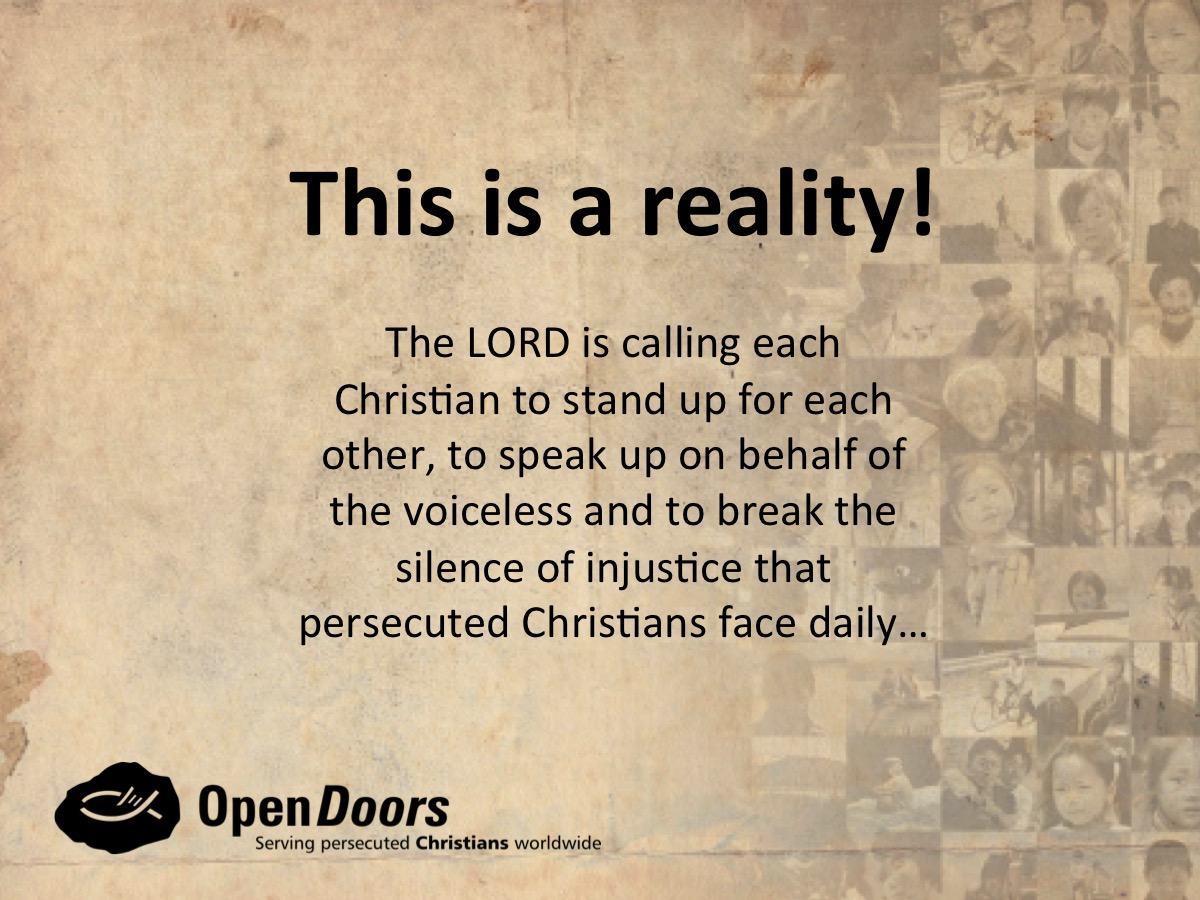 This is a reality!
The LORD is calling each
Christian to stand up for each
other, to speak up on behalf of
the voiceless and to break the
silence of injustice that
persecuted Christians face daily…
Open Doors
Serving persecuted Christians worldwide